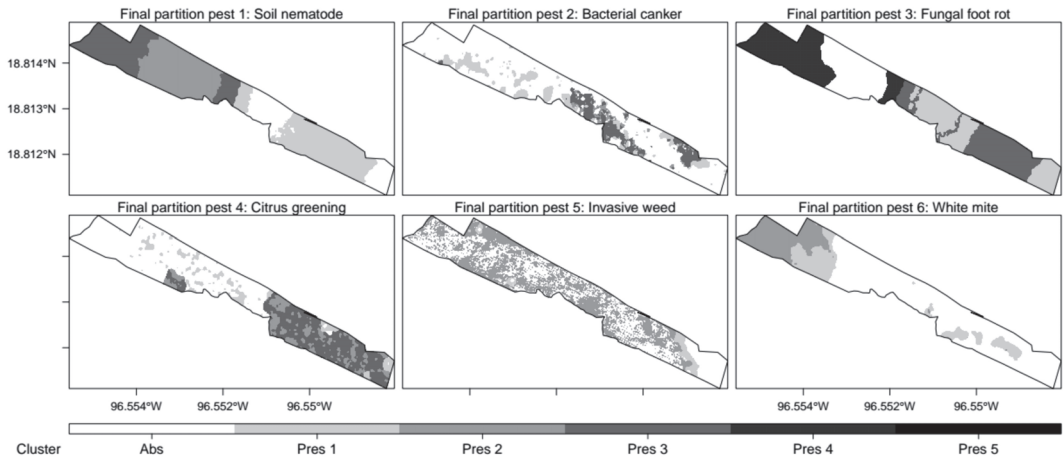 Final partition pest 1: Soil nematode
Final partition pest 2: Bacterial canker
Final partition pest 3: Fungal foot rot
18.814°N
18.813°N
18.812°N
Final partition pest 4: Citrus greening
Final partition pest 5: Invasive weed
Final partition pest 6: White mite
96.554°W 96.552°W 96.55°W
96.554°W 96.552°W 96.55°W
Cluster Abs Pres 1 Pres 2 Pres 3 Pres 4 Pres 5